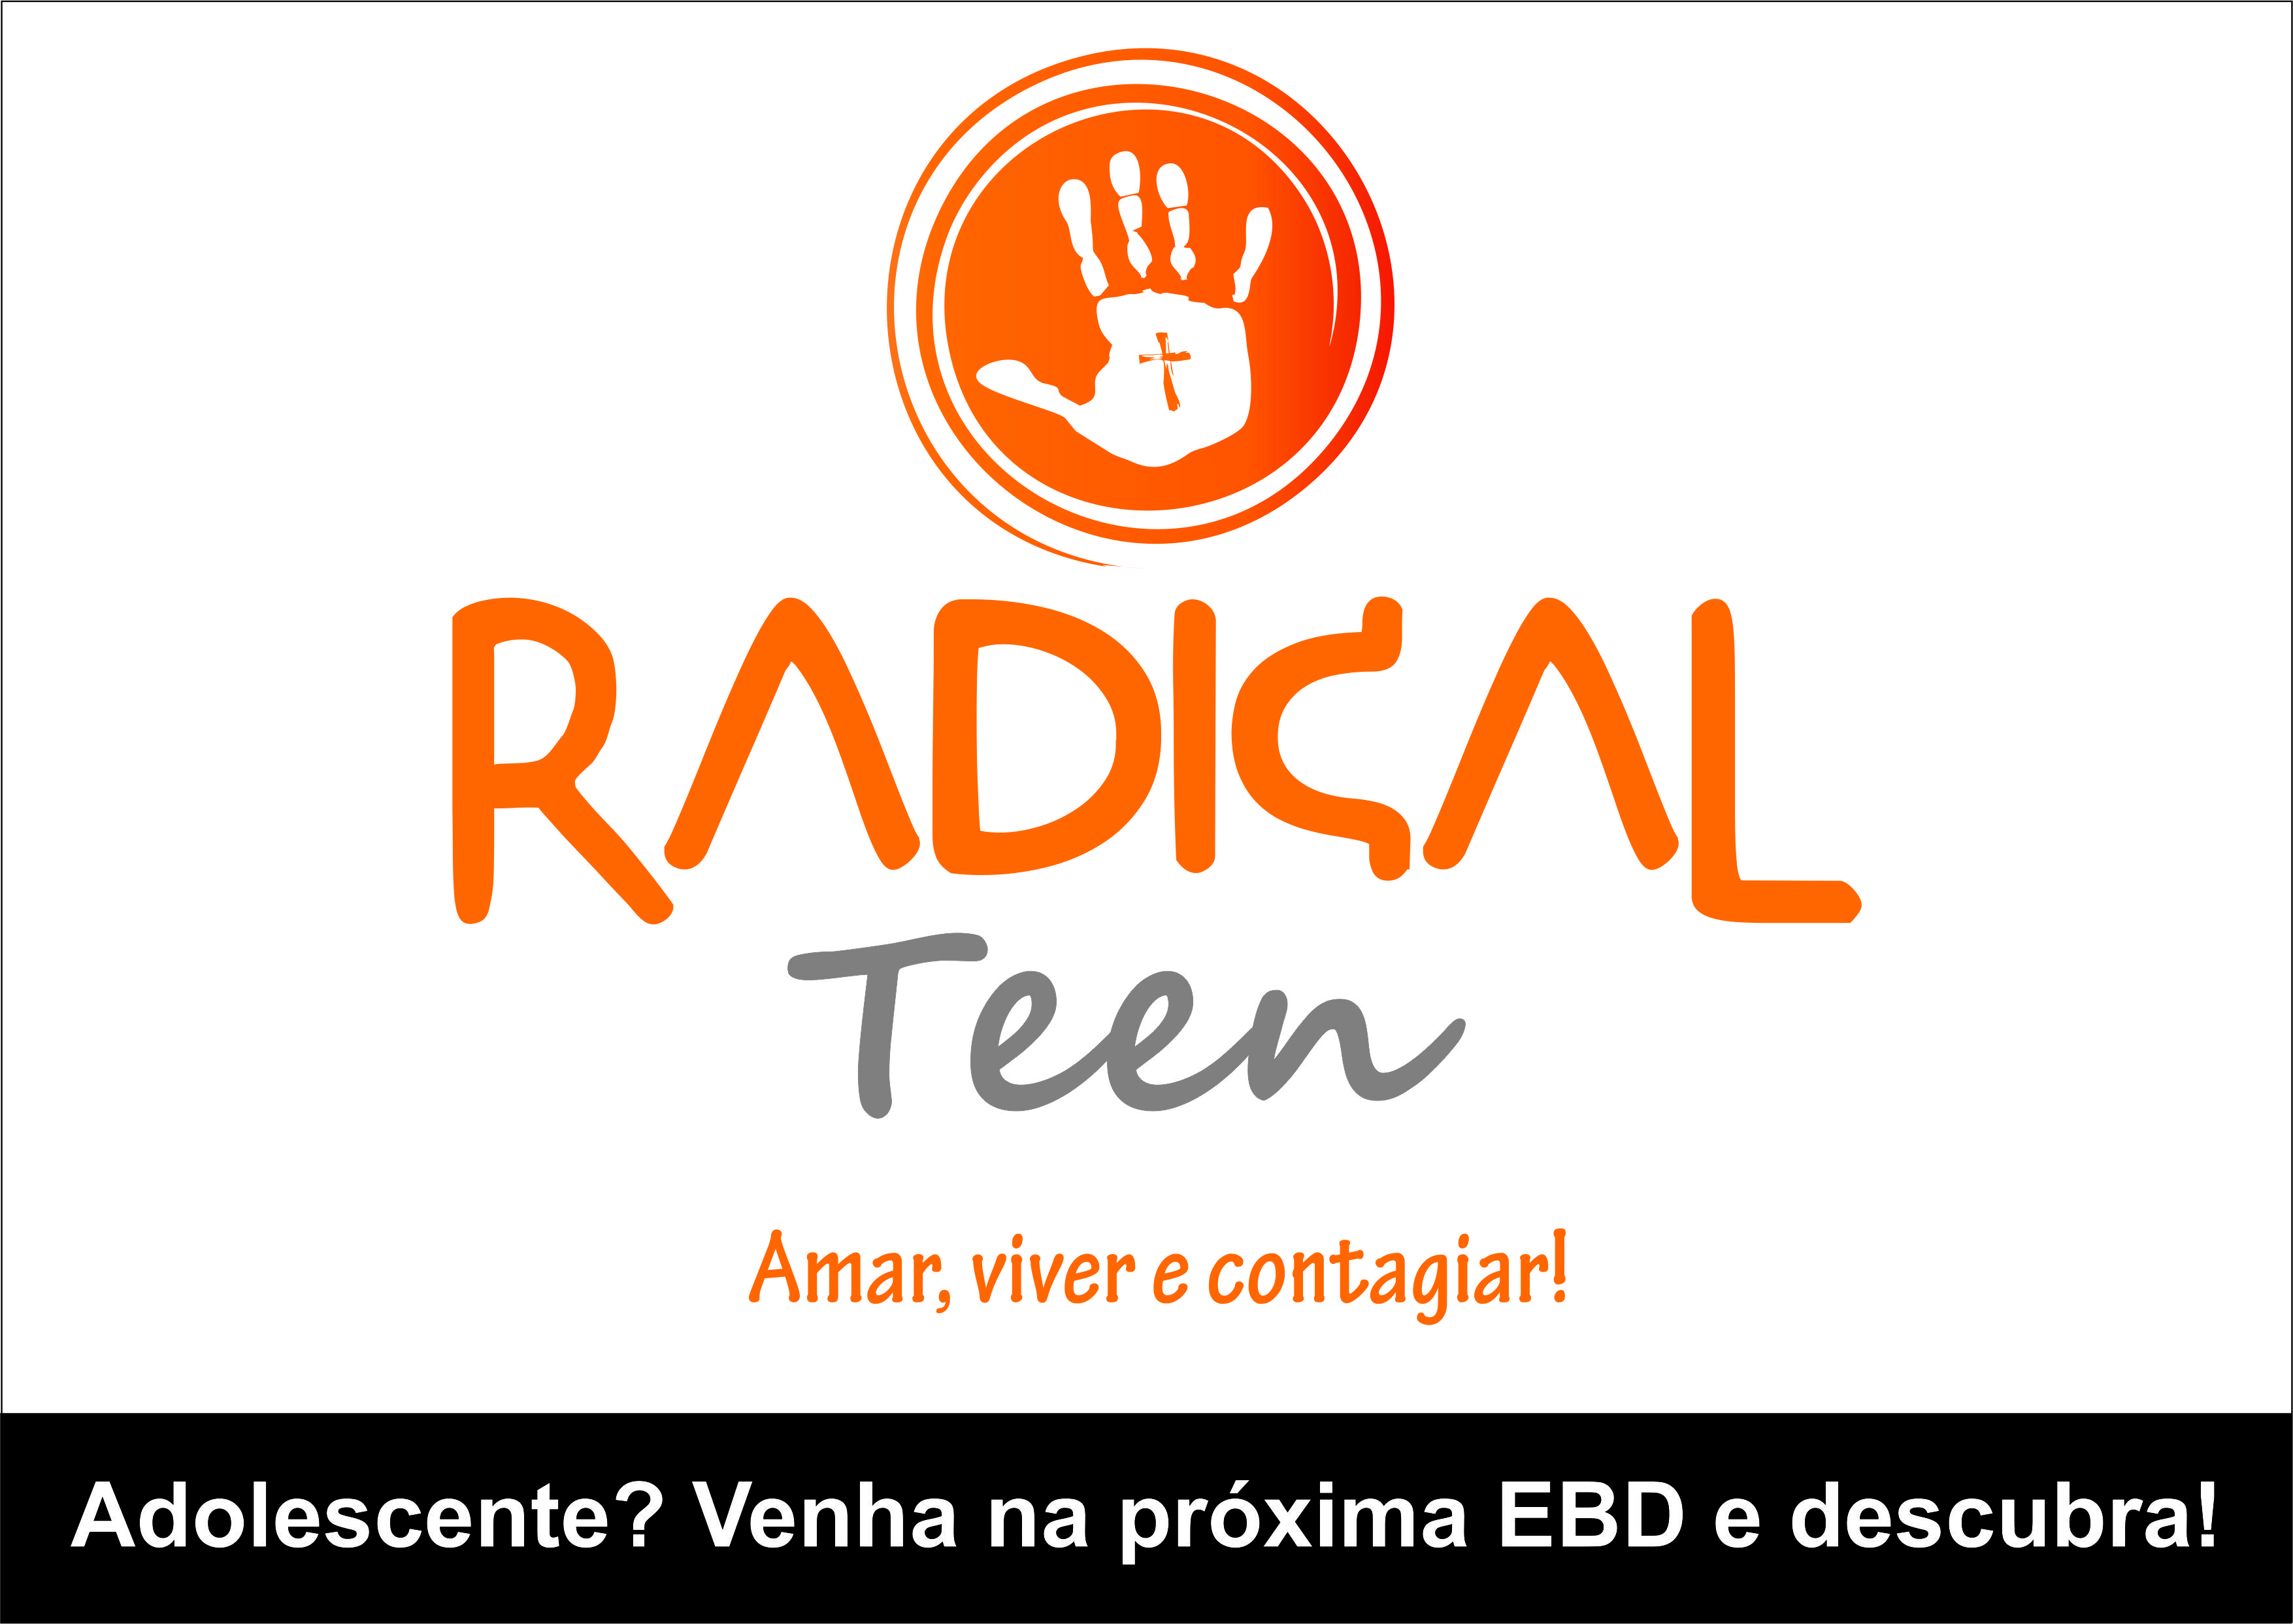 RADICAL
Teen
Amar, viver e contagiar!
Adolescente? Venha na próxima EBD e descubra!